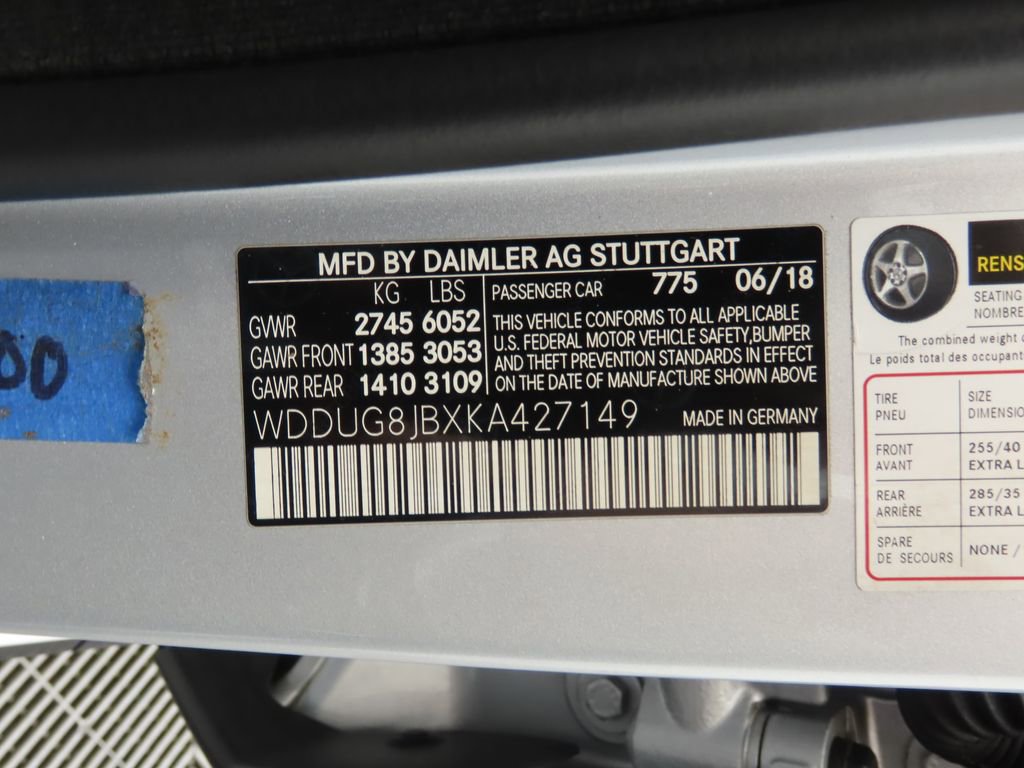 MFD BY DAIMLER AG STUTTGART
KG LBS
GVWR 2745 6052
GAWR FRONT 1385 3053
GAWR REAR 1410 3109
PASSENGER CAR 775 06/18
THIS VEHICLE CONFORMS TO ALL APPLICABLE
U.S. FEDERAL MOTOR VEHICLE SAFETY,BUMPER
AND THEFT PREVENTION STANDARDS IN EFFECT
ON THE DATE OF MANUFACTURE SHOWN ABOVE
WDDUG8JBXKA427149 MADE IN GERMANY
00
RENS
SEATING
NOMBRE
The combined weight
Le poids total des occupant
TIRE SIZE
PNEU DIMENSIO
FRONT 255/40
AVANT EXTRA L
REAR 285/35
ARRIÈRE EXTRA L
SPARE NONE /
DE SECOURS